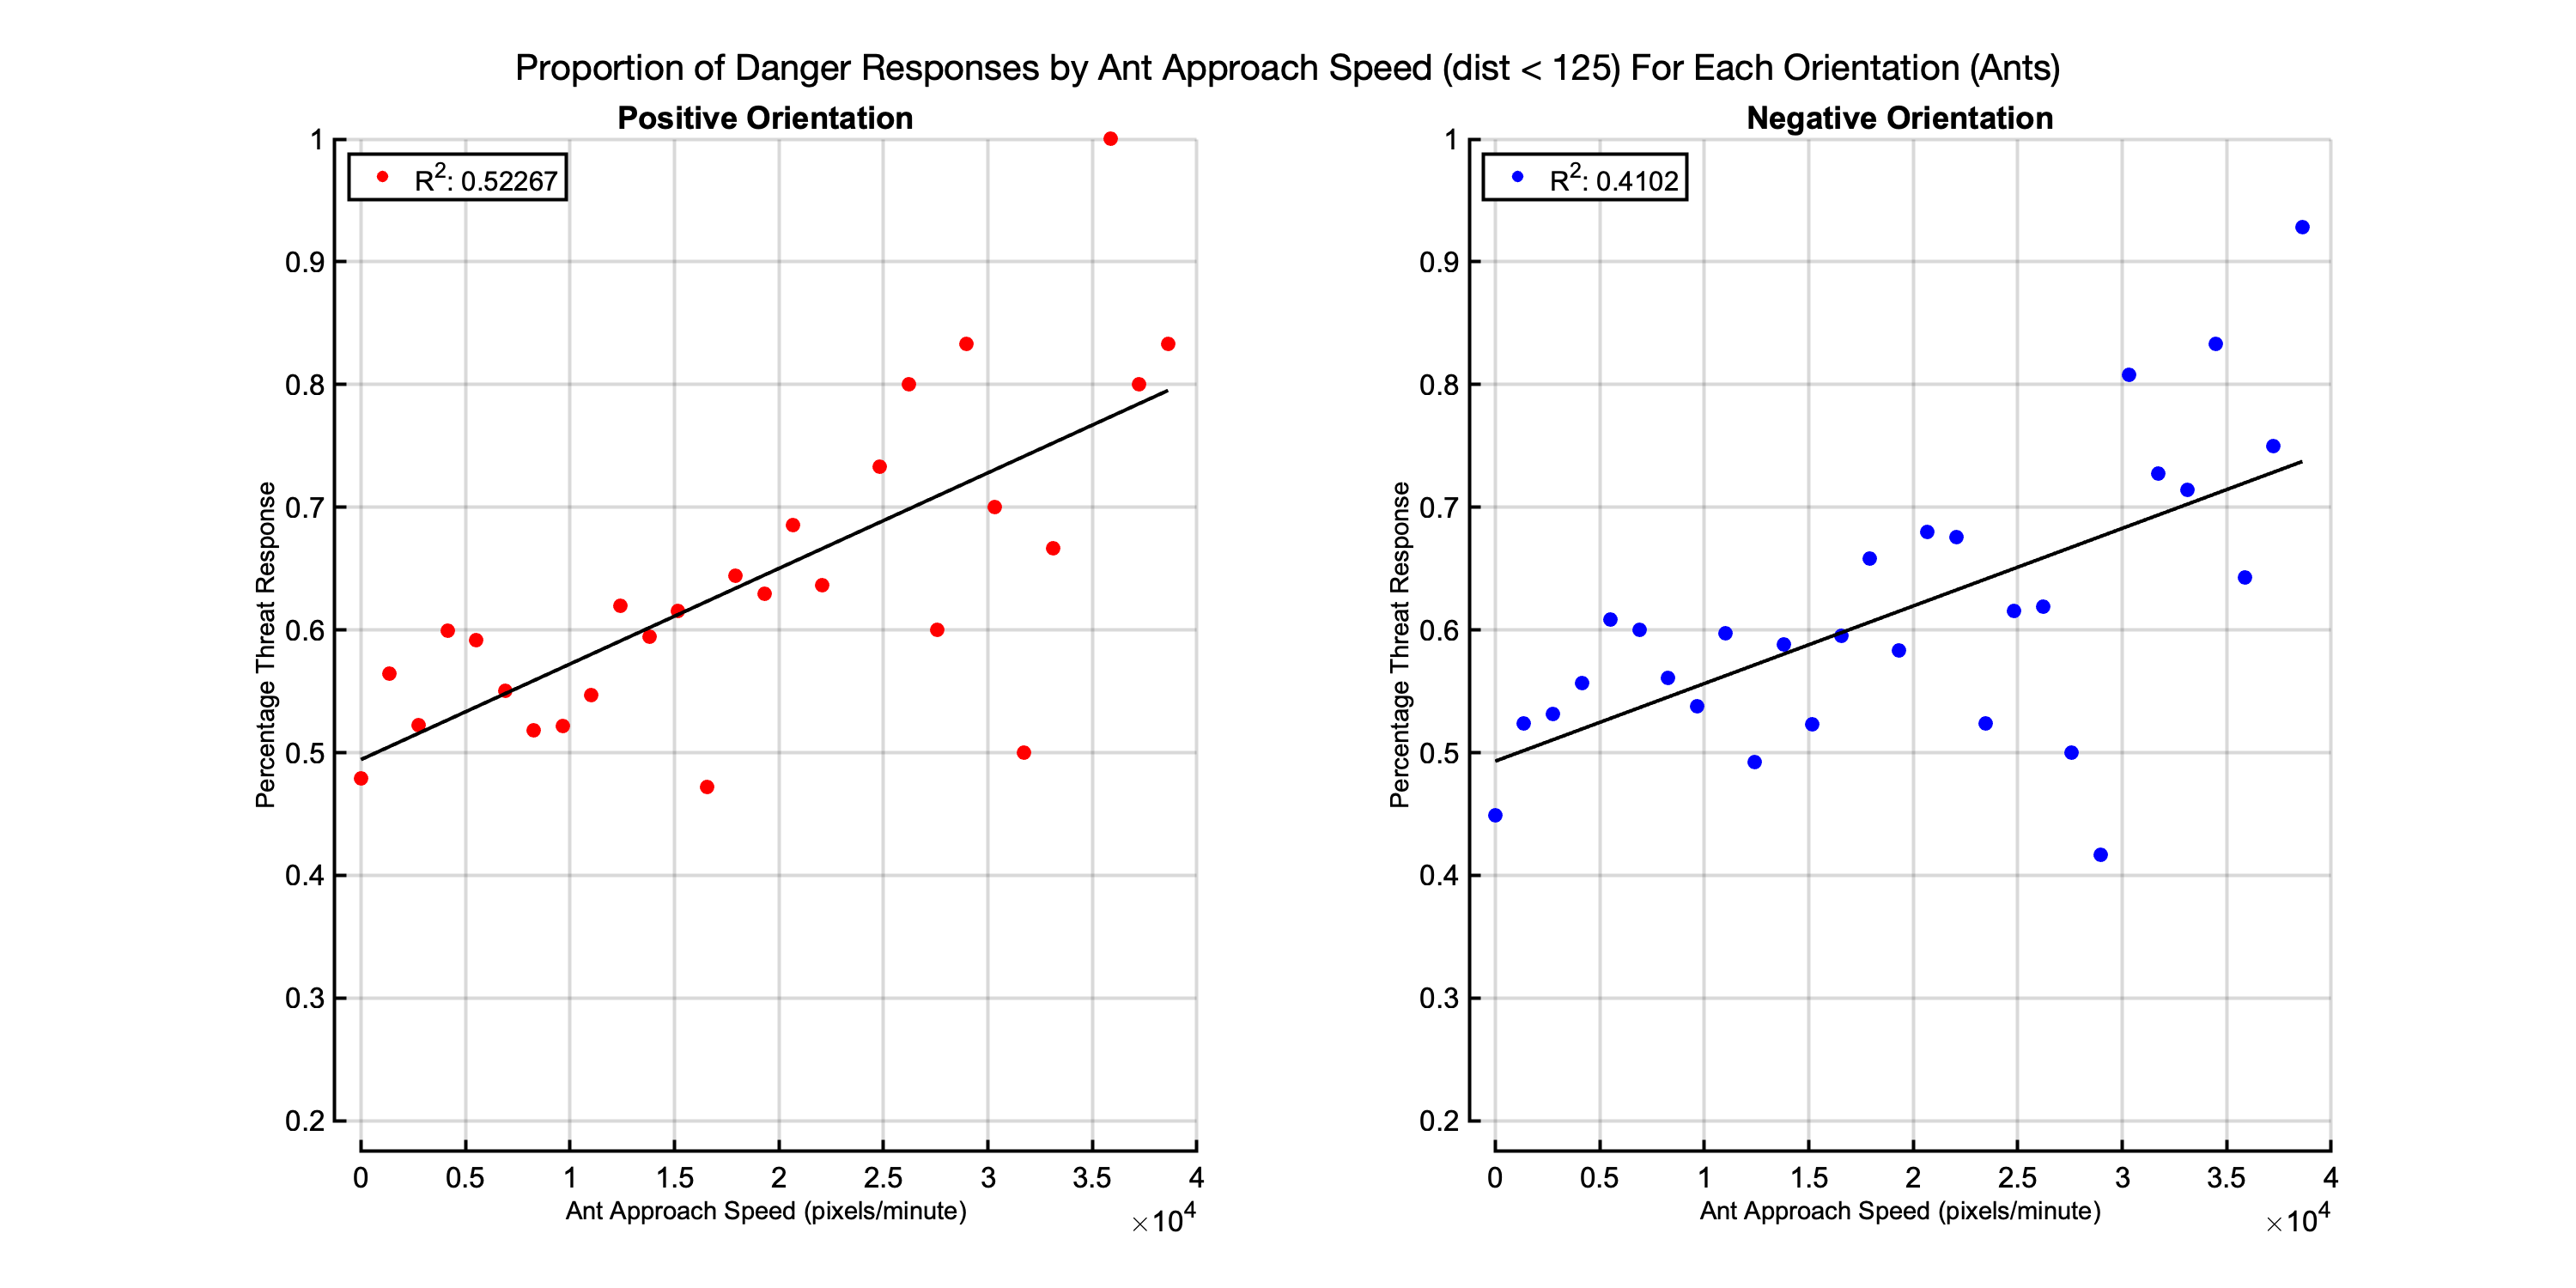 Proportion of Danger Responses by Ant Approach Speed (dist < 125) For Each Orientation (Ants)
Positive Orientation
R²: 0.52267
1
0.9
0.8
0.7
0.6
0.5
0.4
0.3
0.2
Percentage Threat Response
0 0.5 1 1.5 2 2.5 3 3.5 4
Ant Approach Speed (pixels/minute)
×10⁴
Negative Orientation
R²: 0.4102
1
0.9
0.8
0.7
0.6
0.5
0.4
0.3
0.2
Percentage Threat Response
0 0.5 1 1.5 2 2.5 3 3.5 4
Ant Approach Speed (pixels/minute)
×10⁴